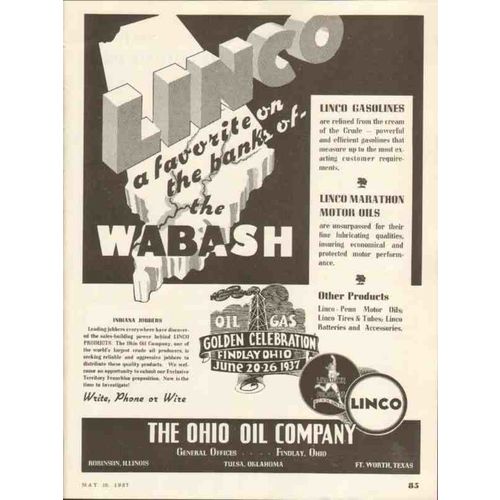 LINCO
a favorite on
the banks of-
the
WABASH
LINCO GASOLINES
are refined from the cream
of the Crude — powerful
and efficient gasolines that
measure up to the most ex-
acting customer require-
ments.
LINCO MARATHON
MOTOR OILS
are unsurpassed for their
fine lubricating qualities,
insuring economical and
protected motor perform-
ance.
Other Products
Linco-Penn Motor Oils;
Linco Tires & Tubes; Linco
Batteries and Accessories.
INDIANA JOBBERS
Leading jobbers everywhere have discover-
ed the sales-building power behind LINCO
PRODUCTS. The Ohio Oil Company, one of
the world's largest crude oil producers, is
seeking reliable and aggressive jobbers to
distribute these quality products. We wel-
come an opportunity to submit our Exclusive
Territory Franchise proposition. Now is the
time to Investigate!
Write, Phone or Wire
OIL GAS
GOLDEN CELEBRATION
FINDLAY OHIO
June 20-26 1937
LINCO
THE OHIO OIL COMPANY
GENERAL OFFICES . . . . FINDLAY, OHIO
ROBINSON, ILLINOIS TULSA, OKLAHOMA FT. WORTH, TEXAS
MAY 19, 1937 85